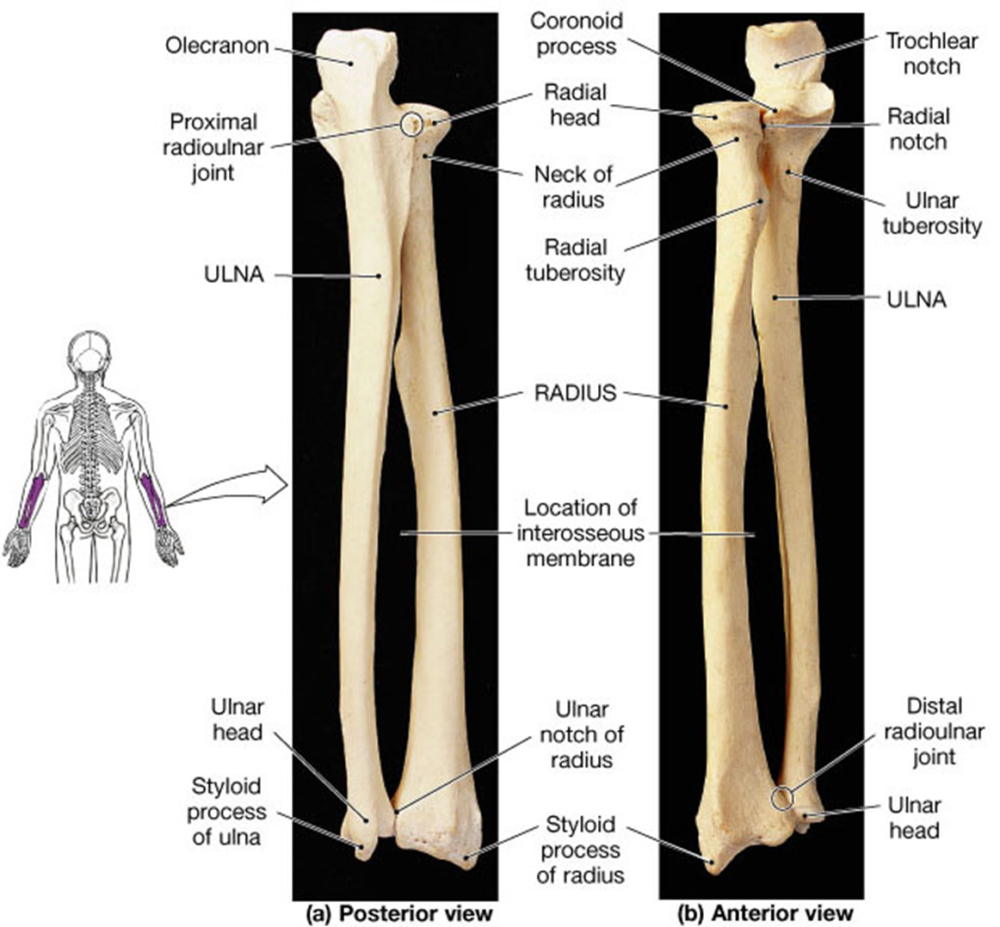 Olecranon
Proximal
radioulnar
joint
ULNA
Ulnar
head
Styloid
process
of ulna
Coronoid
process
Radial
head
Neck of
radius
Radial
tuberosity
RADIUS
Location of
interosseous
membrane
Ulnar
notch of
radius
Styloid
process
of radius
Trochlear
notch
Radial
notch
Ulnar
tuberosity
ULNA
Distal
radioulnar
joint
Ulnar
head
(a) Posterior view
(b) Anterior view